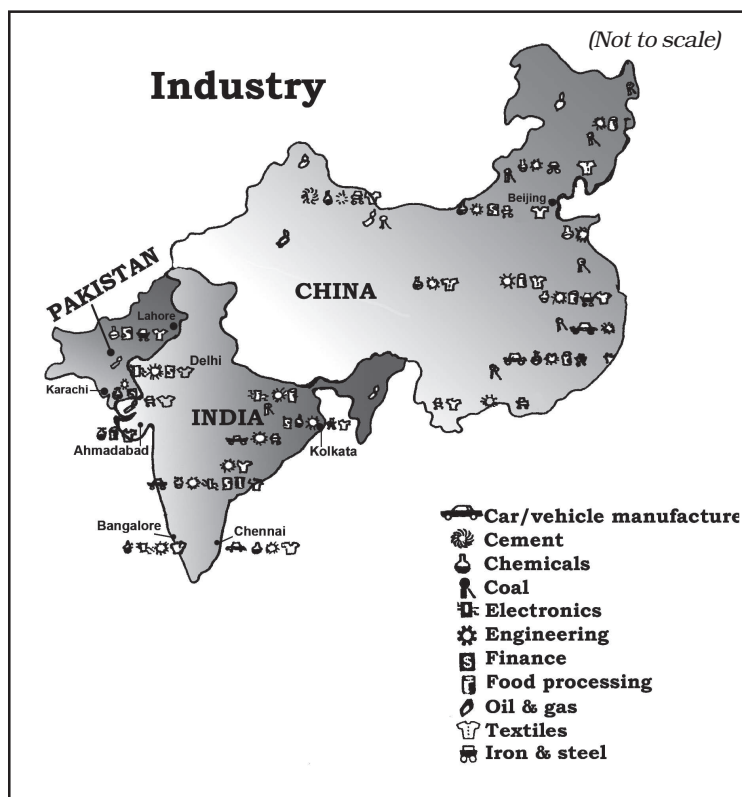 (Not to scale)
Industry
Beijing
PAKISTAN
CHINA
Lahore
Delhi
Karachi
INDIA
Ahmadabad
Kolkata
Bangalore
Chennai
Car/vehicle manufacture
Cement
Chemicals
Coal
Electronics
Engineering
$ Finance
Food processing
Oil & gas
Textiles
Iron & steel